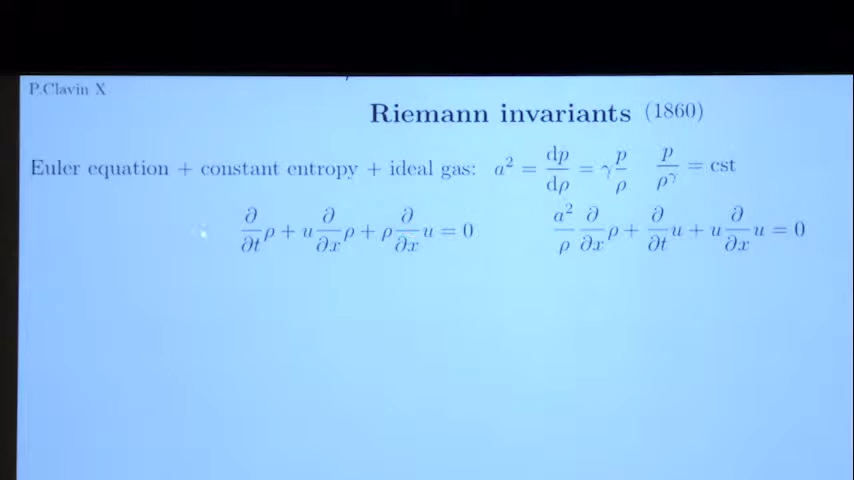 P.Clavin X
Riemann invariants (1860)
Euler equation + constant entropy + ideal gas: a² = dp/dρ = γ p/ρ   p/ρ^γ = cst
∂/∂t ρ + u ∂/∂x ρ + ρ ∂/∂x u = 0   a²/ρ ∂/∂x ρ + ∂/∂t u + u ∂/∂x u = 0